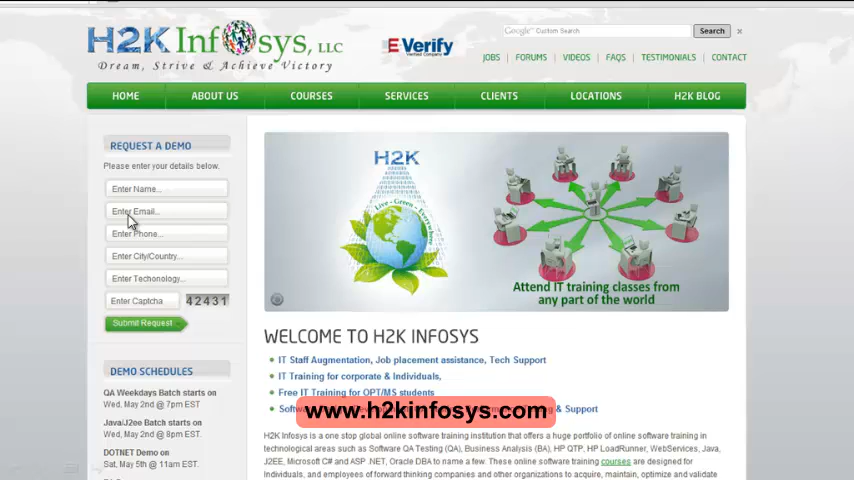 H2K Infosys, LLC
Dream, Strive & Achieve Victory
E-Verify
Google Custom Search
Search
JOBS | FORUMS | VIDEOS | FAQS | TESTIMONIALS | CONTACT
HOME
ABOUT US
COURSES
SERVICES
CLIENTS
LOCATIONS
H2K BLOG
REQUEST A DEMO
Please enter your details below.
Enter Name...
Enter Email...
Enter Phone...
Enter City/Country...
Enter Techonology...
Enter Captcha
42431
Submit Request
DEMO SCHEDULES
QA Weekdays Batch starts on
Wed, May 2nd @ 7pm EST
Java/J2ee Batch starts on
Wed, May 2nd @ 8pm EST.
DOTNET Demo on
Sat, May 5th @ 11am EST.
H2K
Live - Green - Everywhere
Attend IT training classes from
any part of the world
WELCOME TO H2K INFOSYS
IT Staff Augmentation, Job placement assistance, Tech Support
IT Training for corporate & Individuals,
Free IT Training for OPT/MS students
& Support
www.h2kinfosys.com
H2K Infosys is a one stop global online software training institution that offers a huge portfolio of online software training in
technological areas such as Software QA Testing (QA), Business Analysis (BA), HP QTP, HP LoadRunner, WebServices, Java,
J2EE, Microsoft C# and ASP .NET, Oracle DBA to name a few. These online software training courses are designed for
Individuals, and employees of forward thinking companies and other organizations to acquire, maintain, optimize and validate